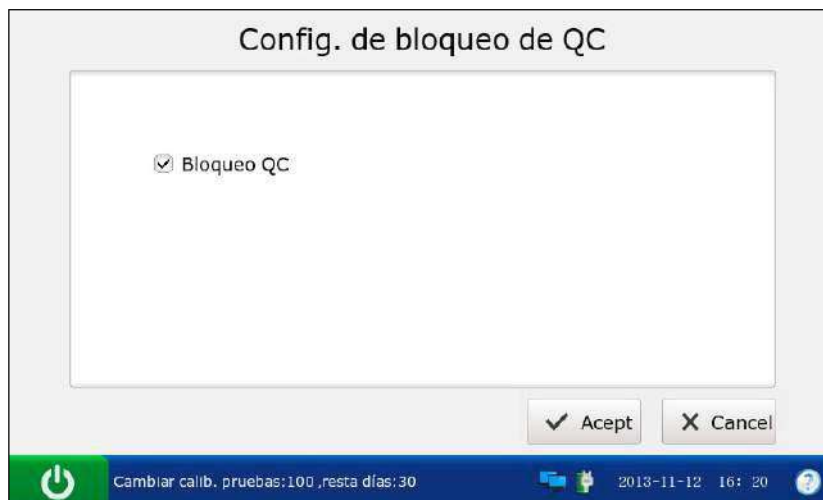 Config. de bloqueo de QC
Bloqueo QC
Acept
Cancel
Cambiar calib. pruebas:100 ,resta días:30
2013-11-12 16: 20
?